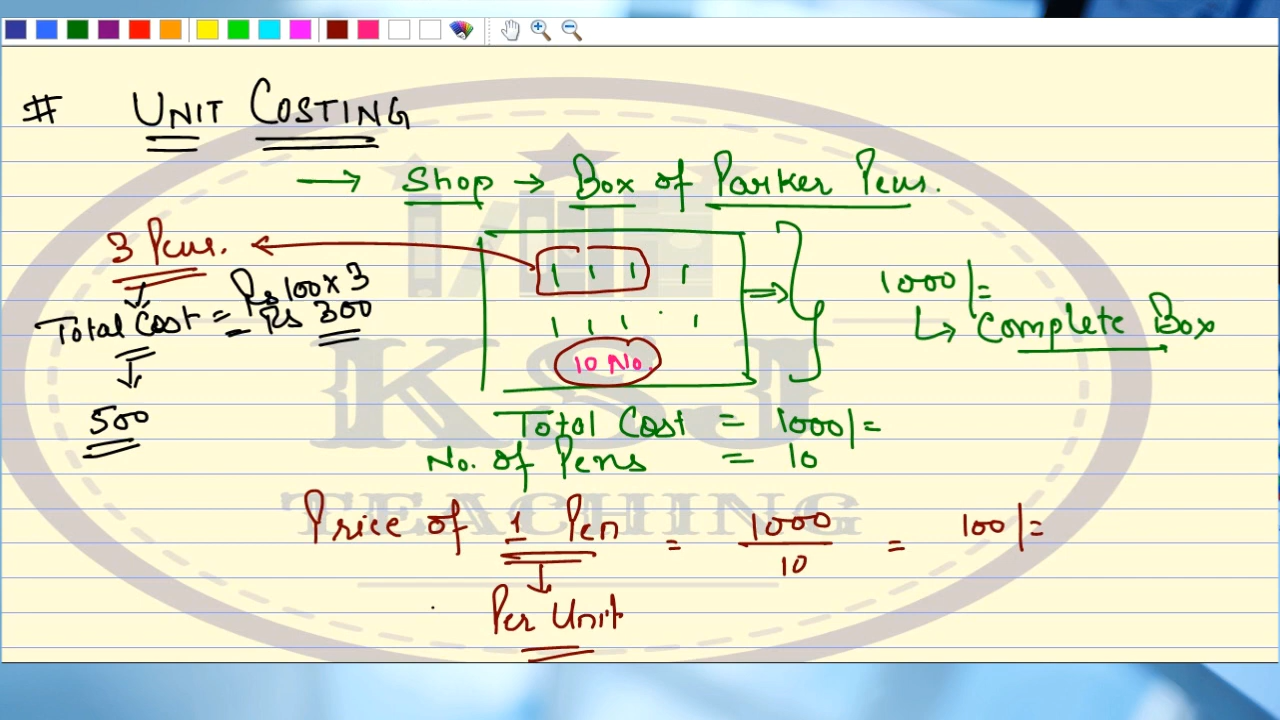 # UNIT COSTING
→ Shop → Box of Parker Pens.
3 Pens.
Total Cost = Rs 100 x 3
Rs 300
500
10 No.
1000/=
↳ Complete Box
Total Cost = 1000/=
No. of Pens = 10
Price of 1 Pen = 1000/10 = 100/=
Per Unit
KSJ
TEACHING